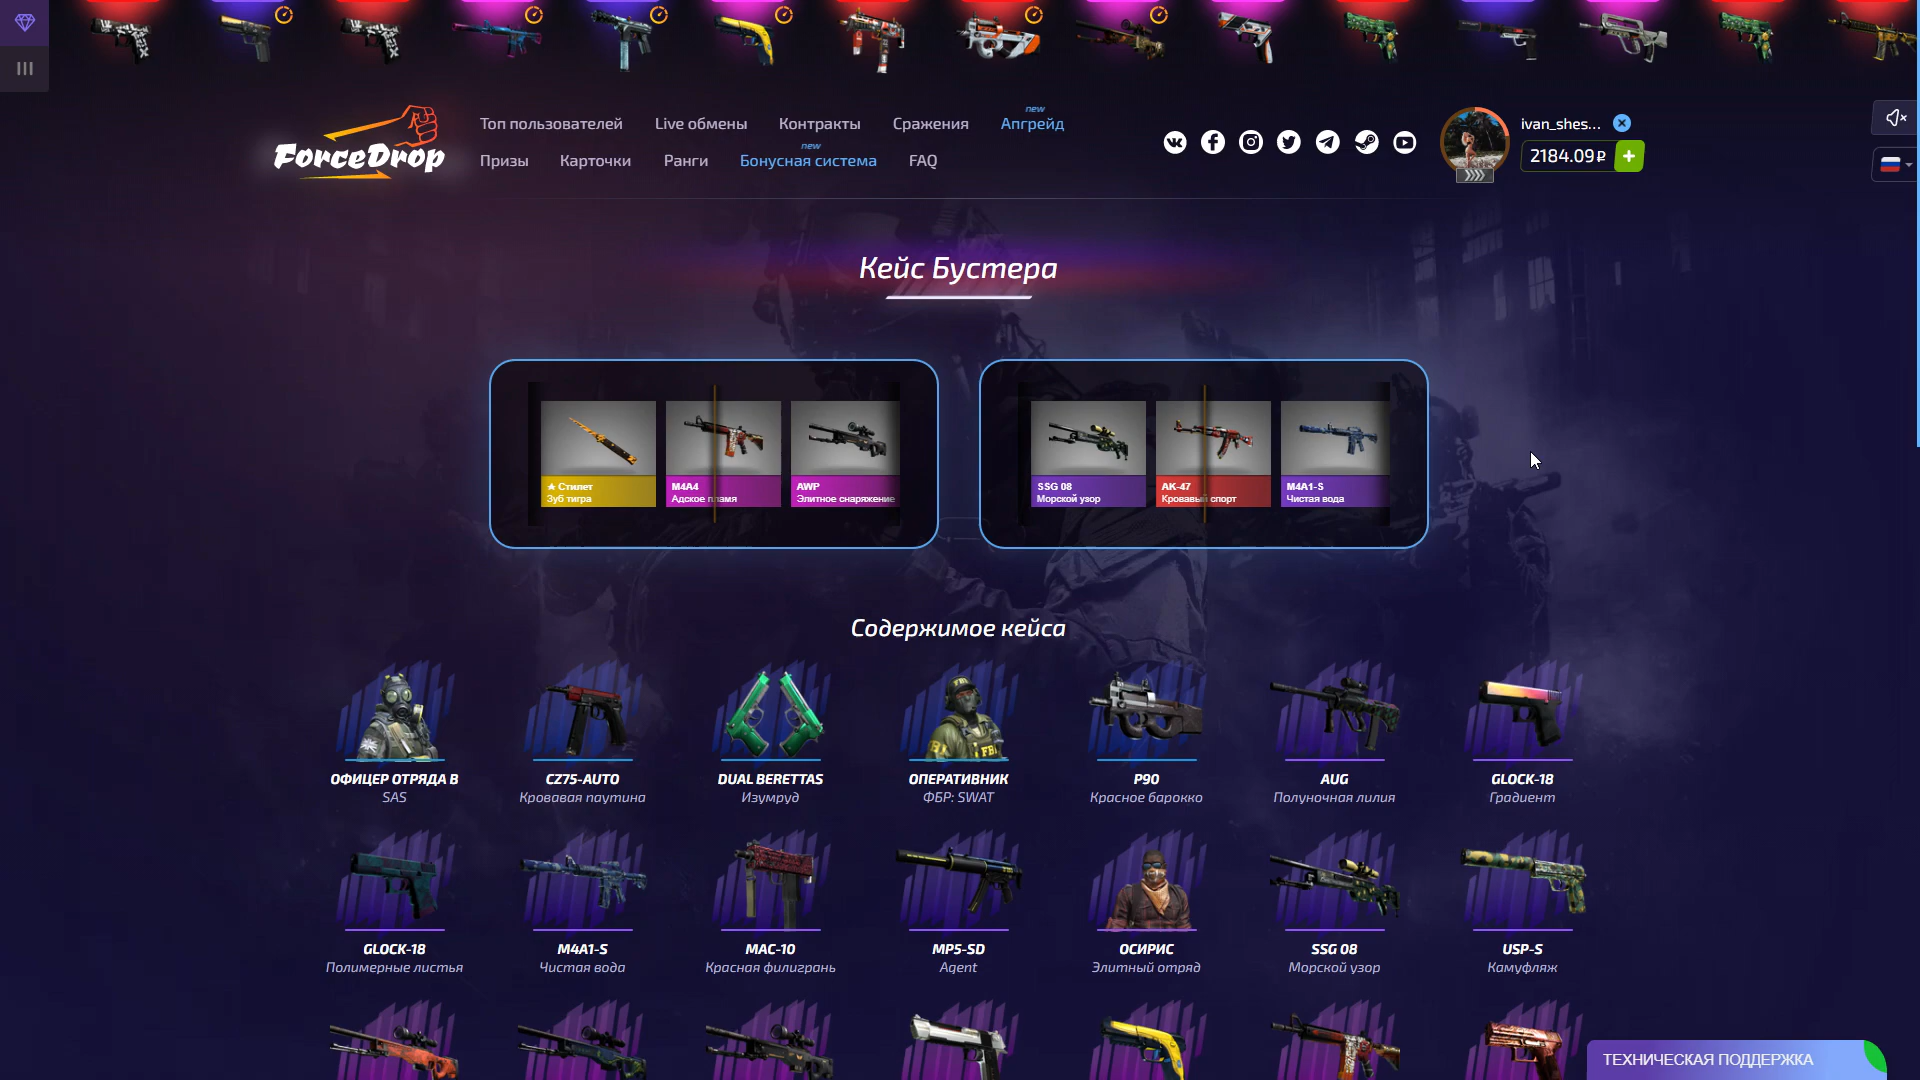 ForceDrop
Топ пользователей
Live обмены
Контракты
Сражения
new
Апгрейд
Призы
Карточки
Ранги
new
Бонусная система
FAQ
ivan_shes...
2184.09₽
+
Кейс Бустера
★ Стилет
Зуб тигра
M4A4
Адское пламя
AWP
Элитное снаряжение
SSG 08
Морской узор
AK-47
Кровавый спорт
M4A1-S
Чистая вода
Содержимое кейса
ОФИЦЕР ОТРЯДА B
SAS
CZ75-AUTO
Кровавая паутина
DUAL BERETTAS
Изумруд
ОПЕРАТИВНИК
ФБР: SWAT
P90
Красное барокко
AUG
Полуночная лилия
GLOCK-18
Градиент
GLOCK-18
Полимерные листья
M4A1-S
Чистая вода
MAC-10
Красная филигрань
MP5-SD
Agent
ОСИРИС
Элитный отряд
SSG 08
Морской узор
USP-S
Камуфляж
ТЕХНИЧЕСКАЯ ПОДДЕРЖКА